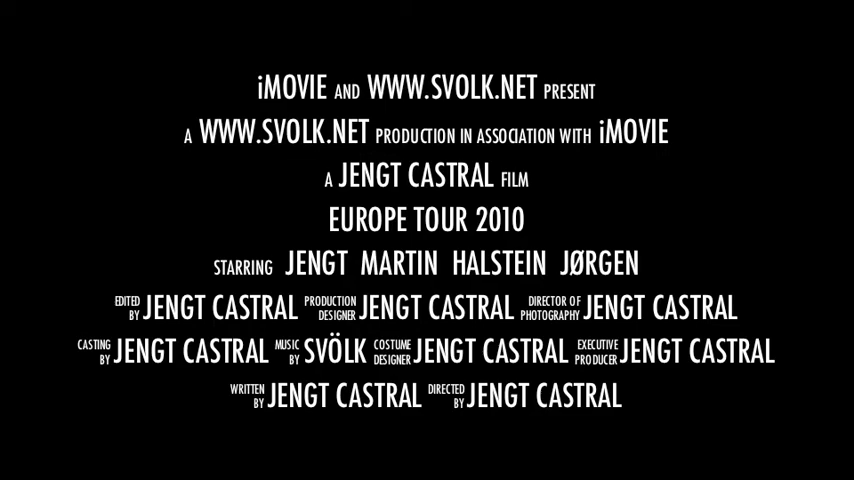 iMOVIE AND WWW.SVOLK.NET PRESENT
A WWW.SVOLK.NET PRODUCTION IN ASSOCIATION WITH iMOVIE
A JENGT CASTRAL FILM
EUROPE TOUR 2010
STARRING JENGT MARTIN HALSTEIN JØRGEN
EDITED BY JENGT CASTRAL PRODUCTION DESIGNER JENGT CASTRAL DIRECTOR OF PHOTOGRAPHY JENGT CASTRAL
CASTING BY JENGT CASTRAL MUSIC BY SVÖLK COSTUME DESIGNER JENGT CASTRAL EXECUTIVE PRODUCER JENGT CASTRAL
WRITTEN BY JENGT CASTRAL DIRECTED BY JENGT CASTRAL